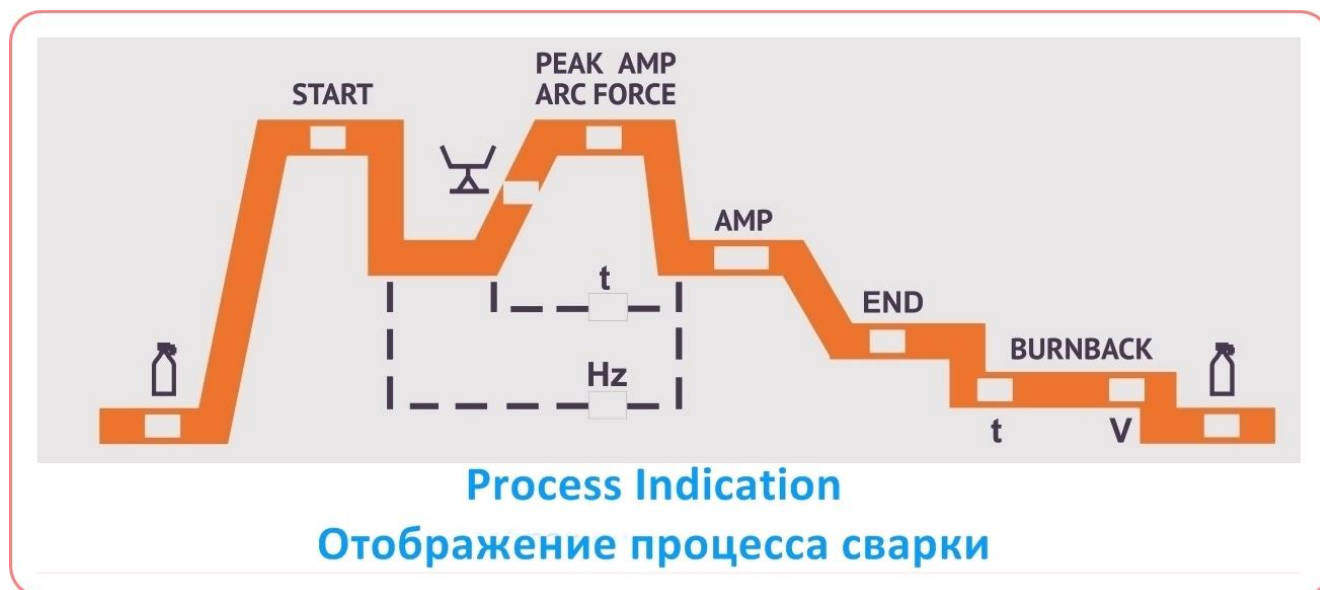 PEAK AMP
START
ARC FORCE
AMP
t
END
BURNBACK
Hz
t
V
Process Indication
Отображение процесса сварки